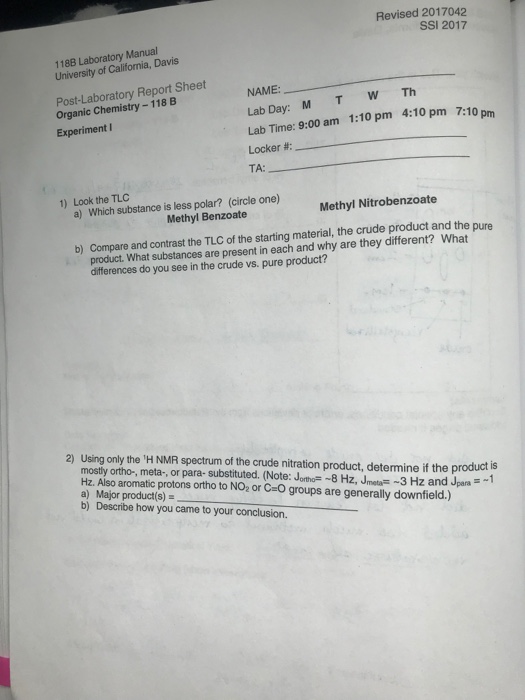 Revised 2017042
SSI 2017
118B Laboratory Manual
University of California, Davis
Post-Laboratory Report Sheet
Organic Chemistry – 118 B
Experiment I
NAME:
Lab Day: M T W Th
Lab Time: 9:00 am 1:10 pm 4:10 pm 7:10 pm
Locker #:
TA:
1) Look the TLC
a) Which substance is less polar? (circle one)
Methyl Benzoate Methyl Nitrobenzoate
b) Compare and contrast the TLC of the starting material, the crude product and the pure
product. What substances are present in each and why are they different? What
differences do you see in the crude vs. pure product?
2) Using only the ¹H NMR spectrum of the crude nitration product, determine if the product is
mostly ortho-, meta-, or para- substituted. (Note: Jortho= ~8 Hz, Jmeta= ~3 Hz and Jpara = ~1
Hz. Also aromatic protons ortho to NO₂ or C=O groups are generally downfield.)
a) Major product(s) =
b) Describe how you came to your conclusion.